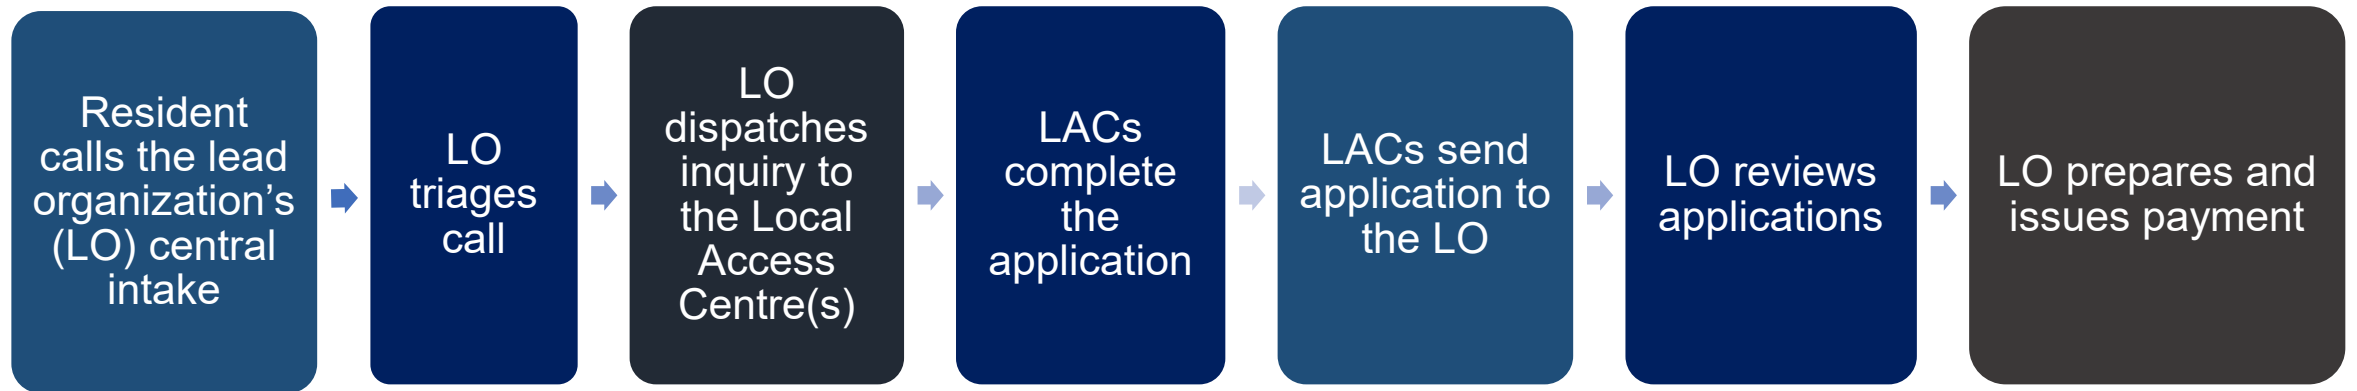 Resident
calls the lead
organization’s
(LO) central
intake
LO
triages
call
LO
dispatches
inquiry to
the Local
Access
Centre(s)
LACs
complete
the
application
LACs send
application to
the LO
LO reviews
applications
LO prepares and
issues payment